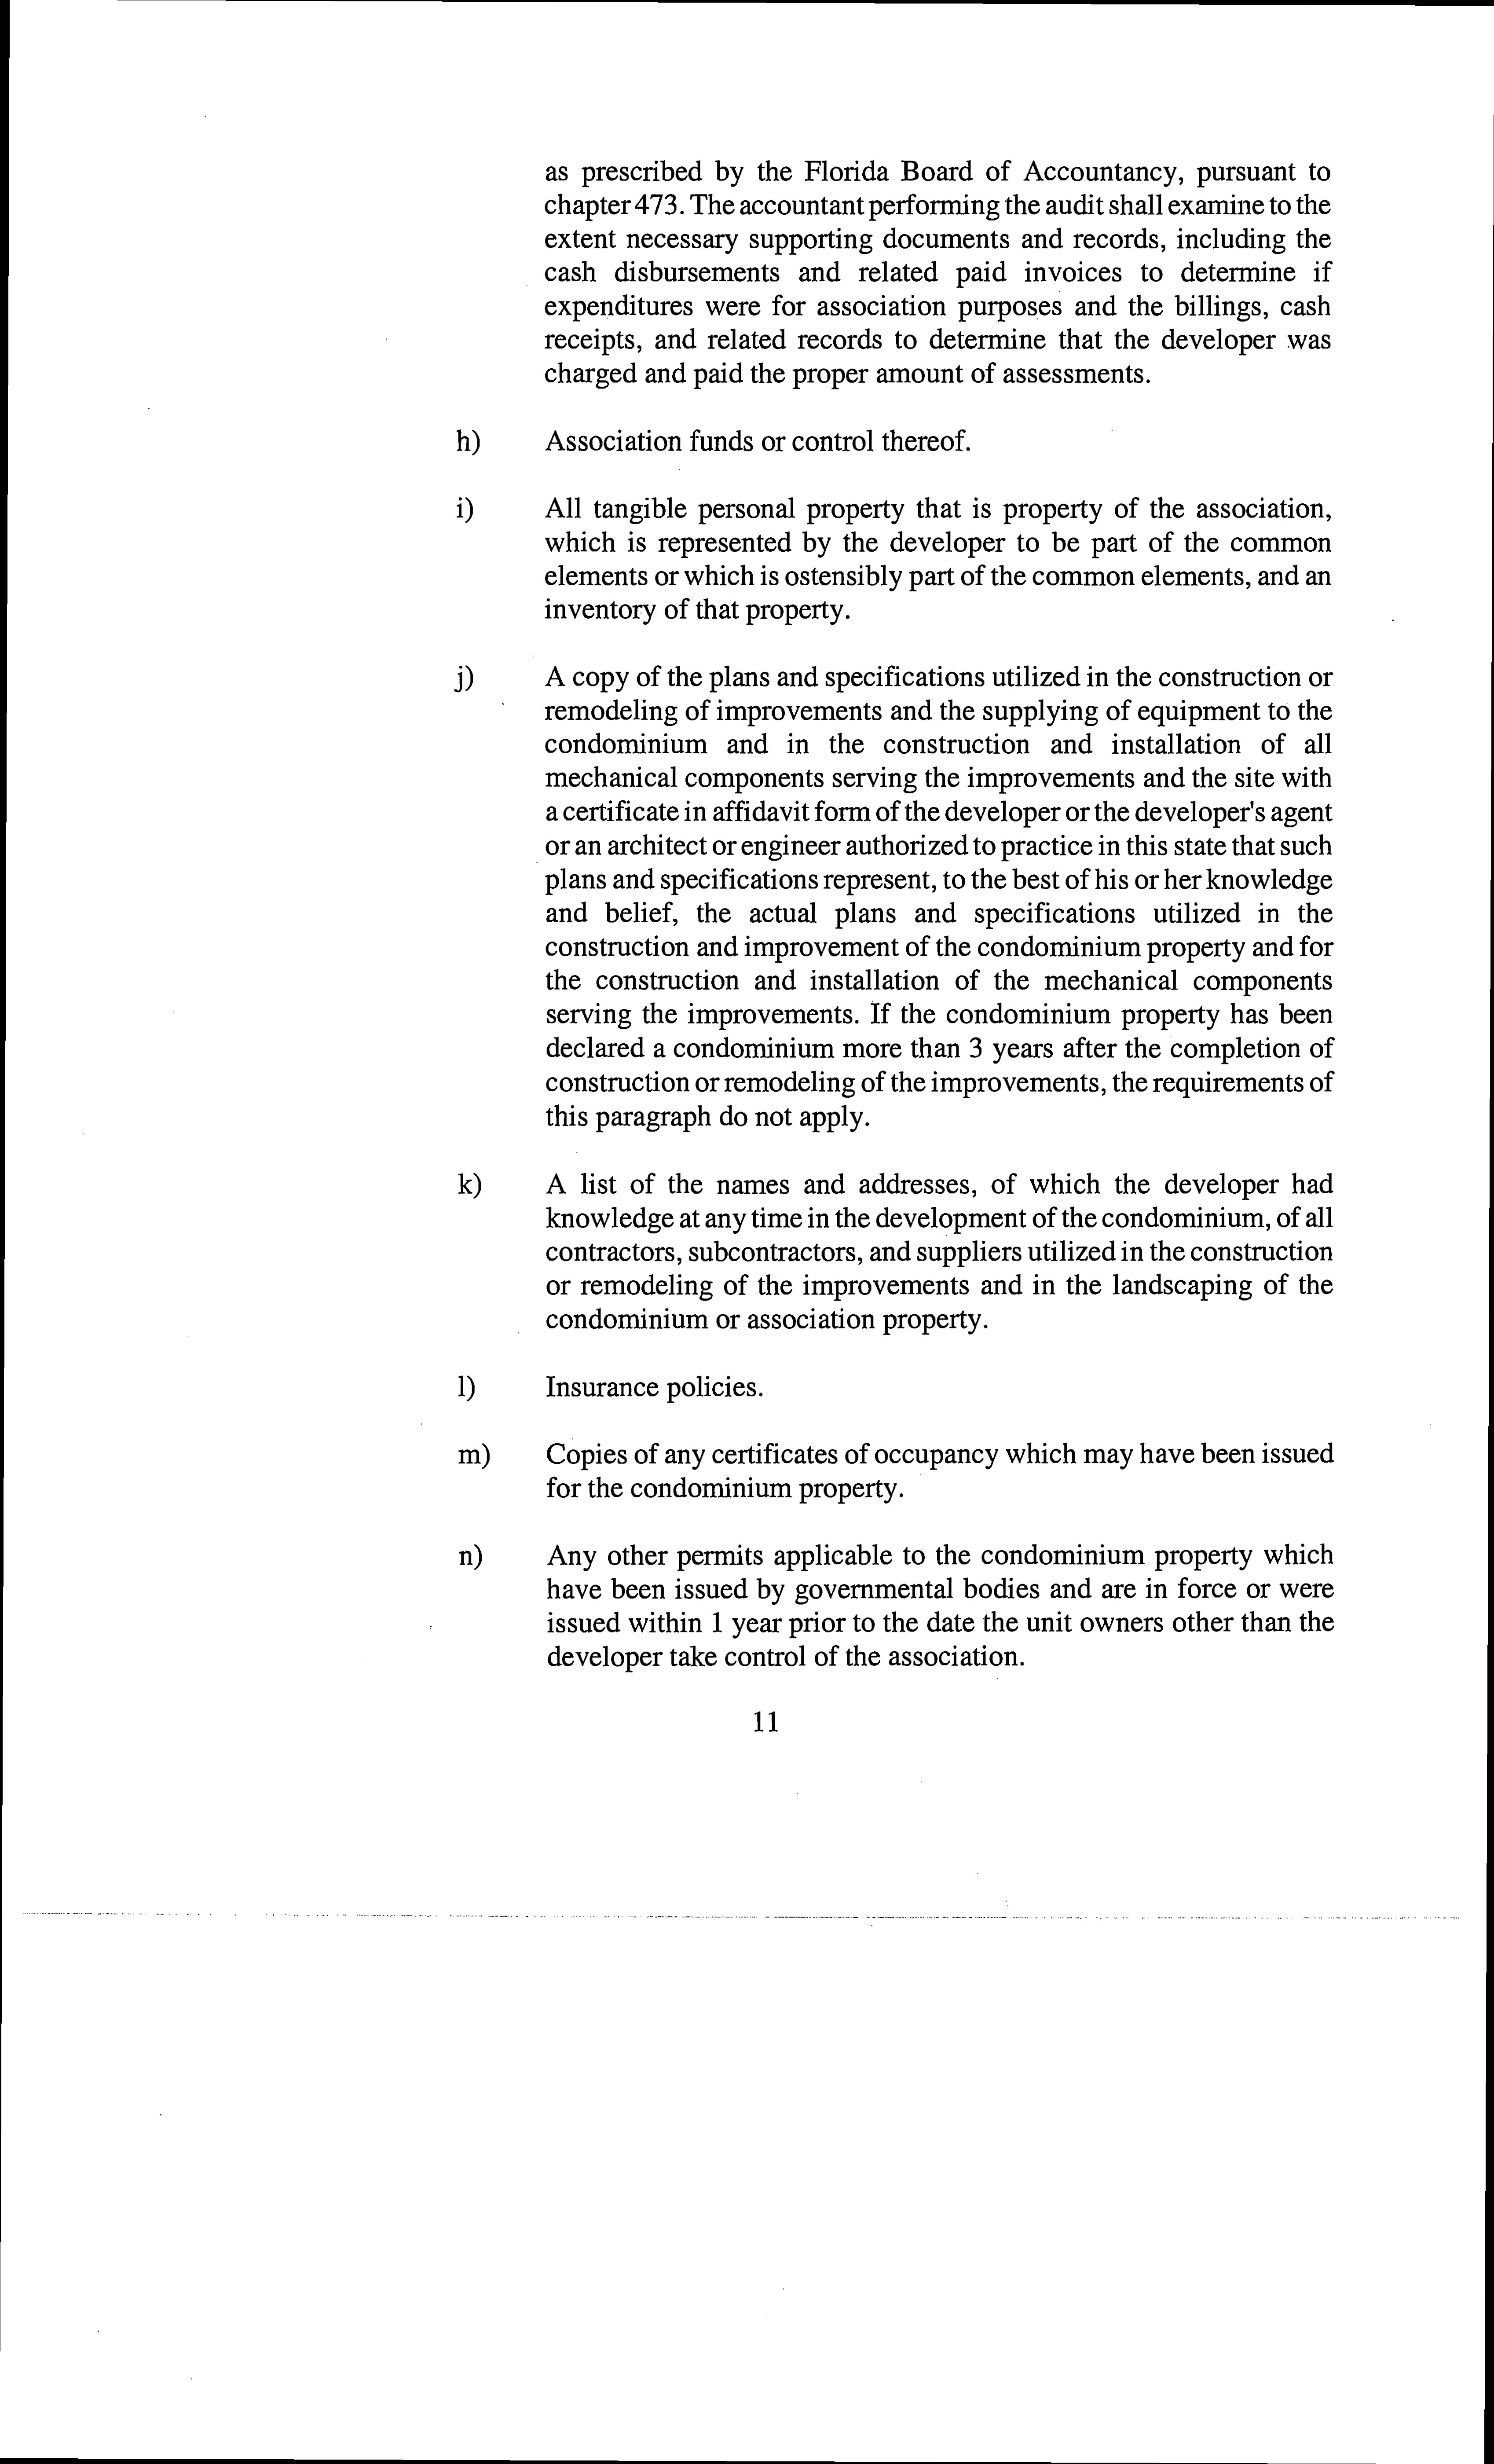 as prescribed by the Florida Board of Accountancy, pursuant to
chapter 473. The accountant performing the audit shall examine to the
extent necessary supporting documents and records, including the
cash disbursements and related paid invoices to determine if
expenditures were for association purposes and the billings, cash
receipts, and related records to determine that the developer was
charged and paid the proper amount of assessments.
h) Association funds or control thereof.
i) All tangible personal property that is property of the association,
which is represented by the developer to be part of the common
elements or which is ostensibly part of the common elements, and an
inventory of that property.
j) A copy of the plans and specifications utilized in the construction or
remodeling of improvements and the supplying of equipment to the
condominium and in the construction and installation of all
mechanical components serving the improvements and the site with
a certificate in affidavit form of the developer or the developer's agent
or an architect or engineer authorized to practice in this state that such
plans and specifications represent, to the best of his or her knowledge
and belief, the actual plans and specifications utilized in the
construction and improvement of the condominium property and for
the construction and installation of the mechanical components
serving the improvements. If the condominium property has been
declared a condominium more than 3 years after the completion of
construction or remodeling of the improvements, the requirements of
this paragraph do not apply.
k) A list of the names and addresses, of which the developer had
knowledge at any time in the development of the condominium, of all
contractors, subcontractors, and suppliers utilized in the construction
or remodeling of the improvements and in the landscaping of the
condominium or association property.
l) Insurance policies.
m) Copies of any certificates of occupancy which may have been issued
for the condominium property.
n) Any other permits applicable to the condominium property which
have been issued by governmental bodies and are in force or were
issued within 1 year prior to the date the unit owners other than the
developer take control of the association.
11